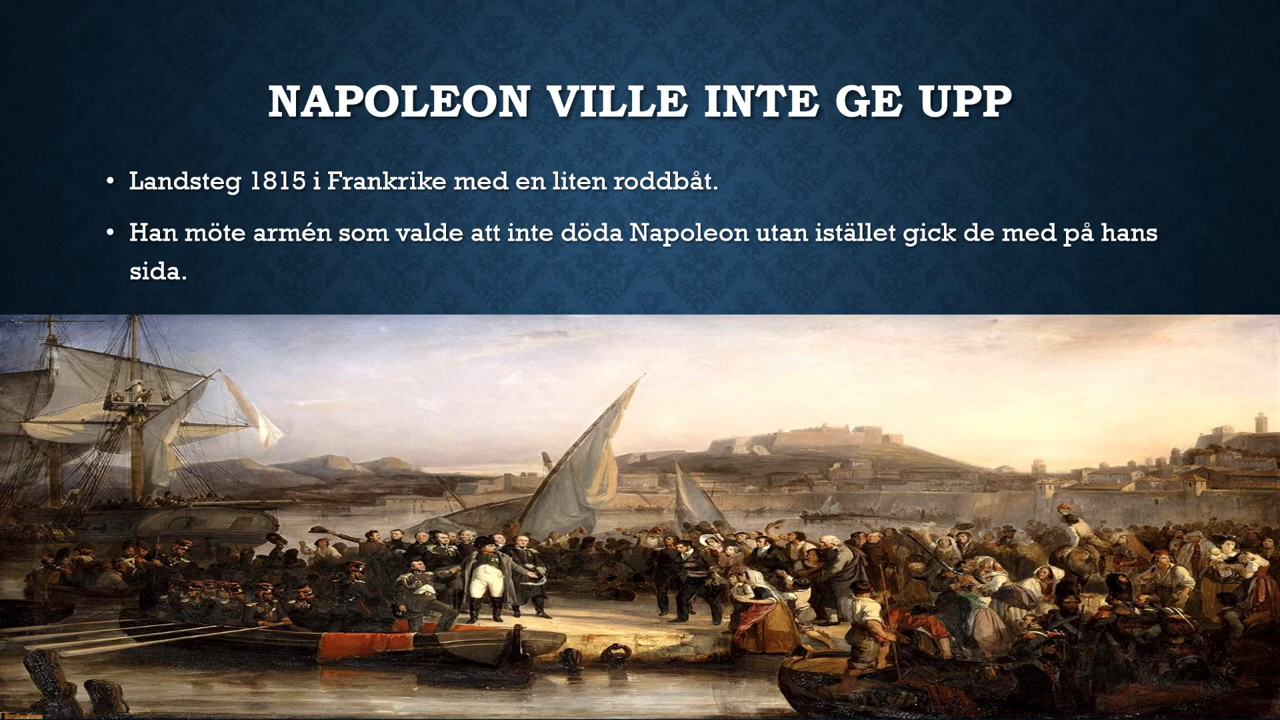 NAPOLEON VILLE INTE GE UPP
• Landsteg 1815 i Frankrike med en liten roddbåt.
• Han möte armén som valde att inte döda Napoleon utan istället gick de med på hans
sida.